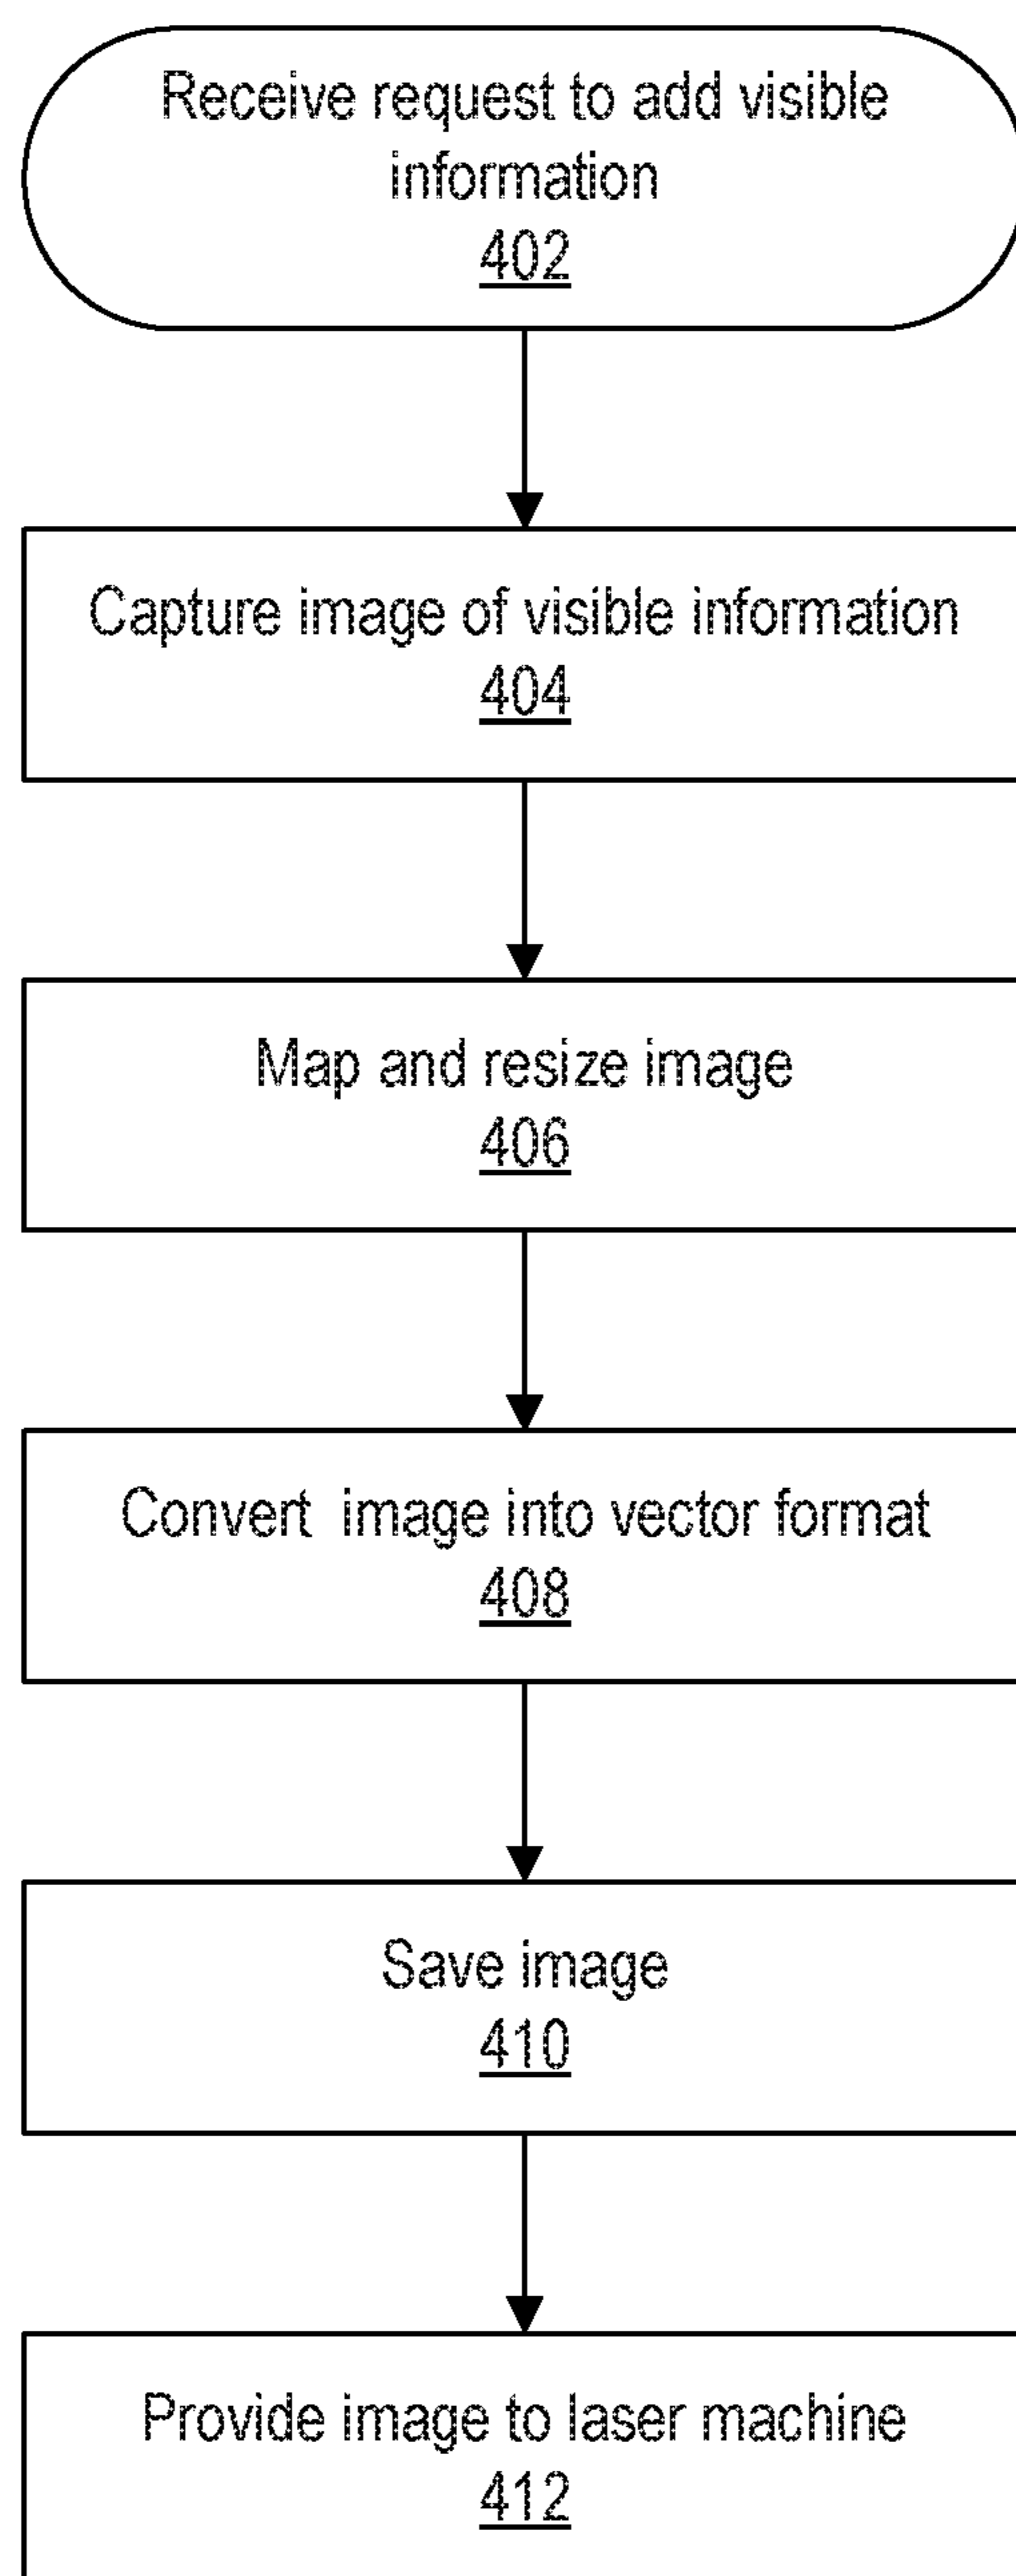 Receive request to add visible
information
402
Capture image of visible information
404
Map and resize image
406
Convert image into vector format
408
Save image
410
Provide image to laser machine
412